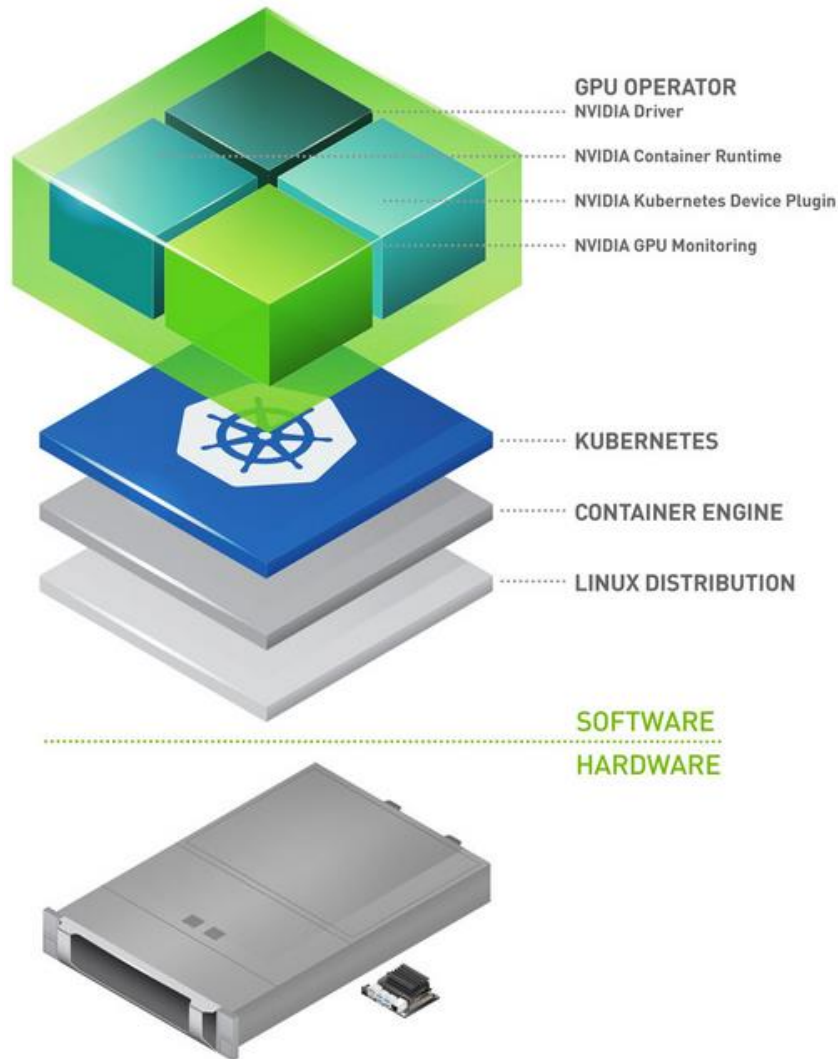 GPU OPERATOR
NVIDIA Driver
NVIDIA Container Runtime
NVIDIA Kubernetes Device Plugin
NVIDIA GPU Monitoring
KUBERNETES
CONTAINER ENGINE
LINUX DISTRIBUTION
SOFTWARE
HARDWARE